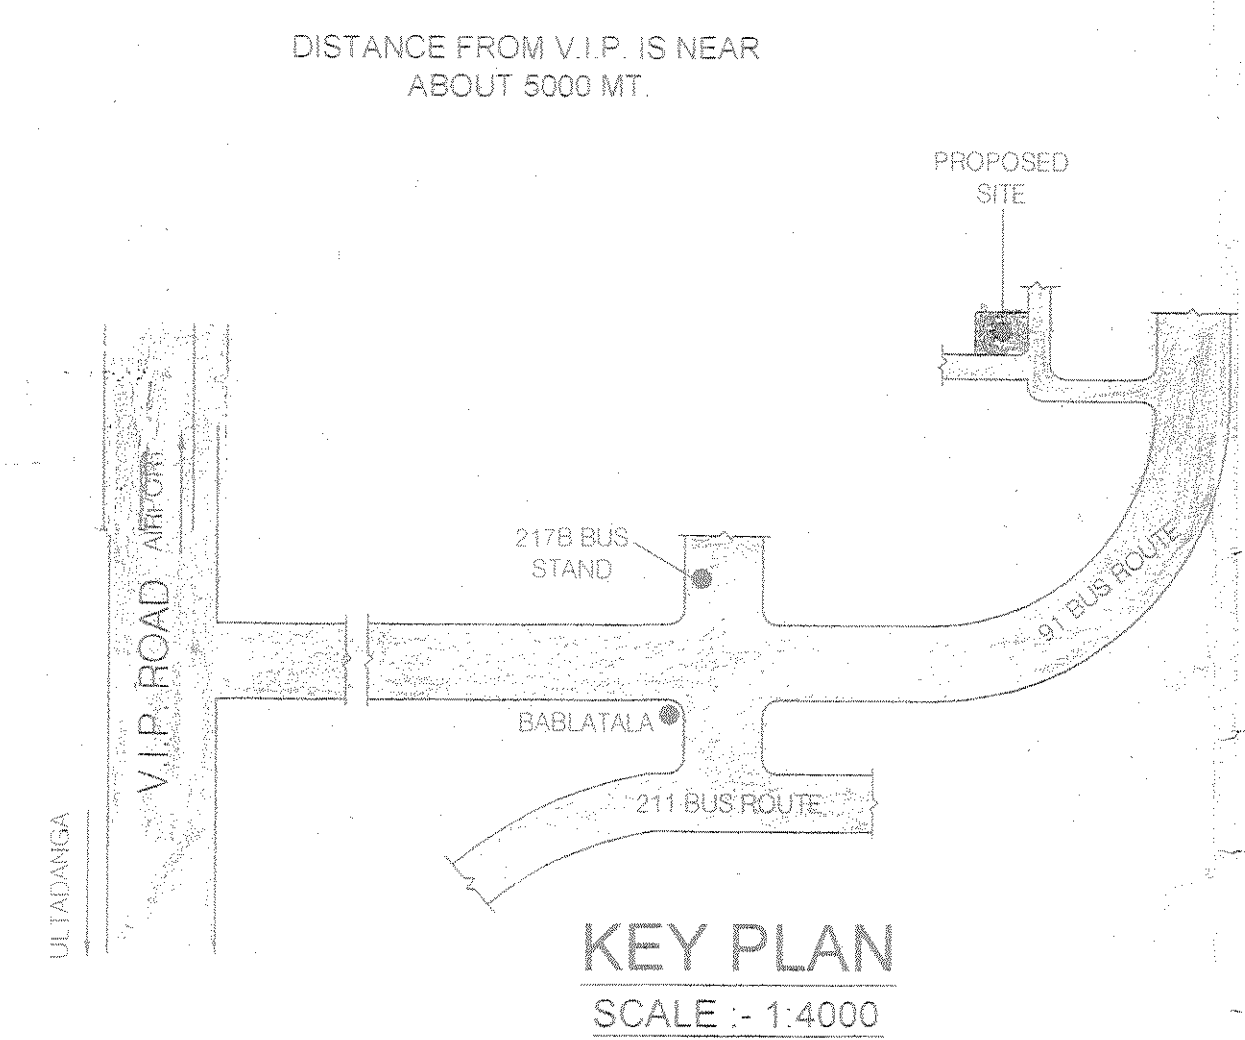 DISTANCE FROM V.I.P. IS NEAR
ABOUT 5000 MT.
PROPOSED
SITE
AIRPORT
217B BUS
STAND
91 BUS ROUTE
V.I.P. ROAD
BABLATALA
211 BUS ROUTE
ULTADANGA
KEY PLAN
SCALE :- 1:4000